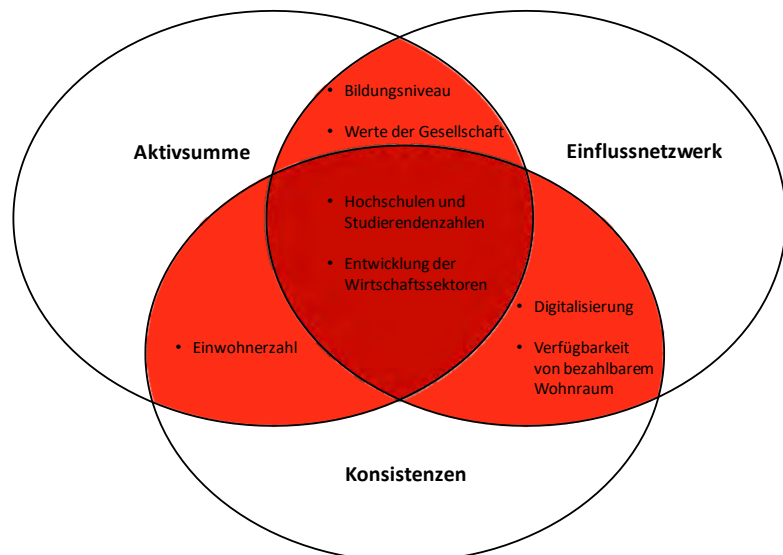 • Bildungsniveau
• Werte der Gesellschaft
Aktivsumme
Einflussnetzwerk
• Hochschulen und
Studierendenzahlen
• Entwicklung der
Wirtschaftssektoren
• Digitalisierung
• Einwohnerzahl
• Verfügbarkeit
von bezahlbarem
Wohnraum
Konsistenzen